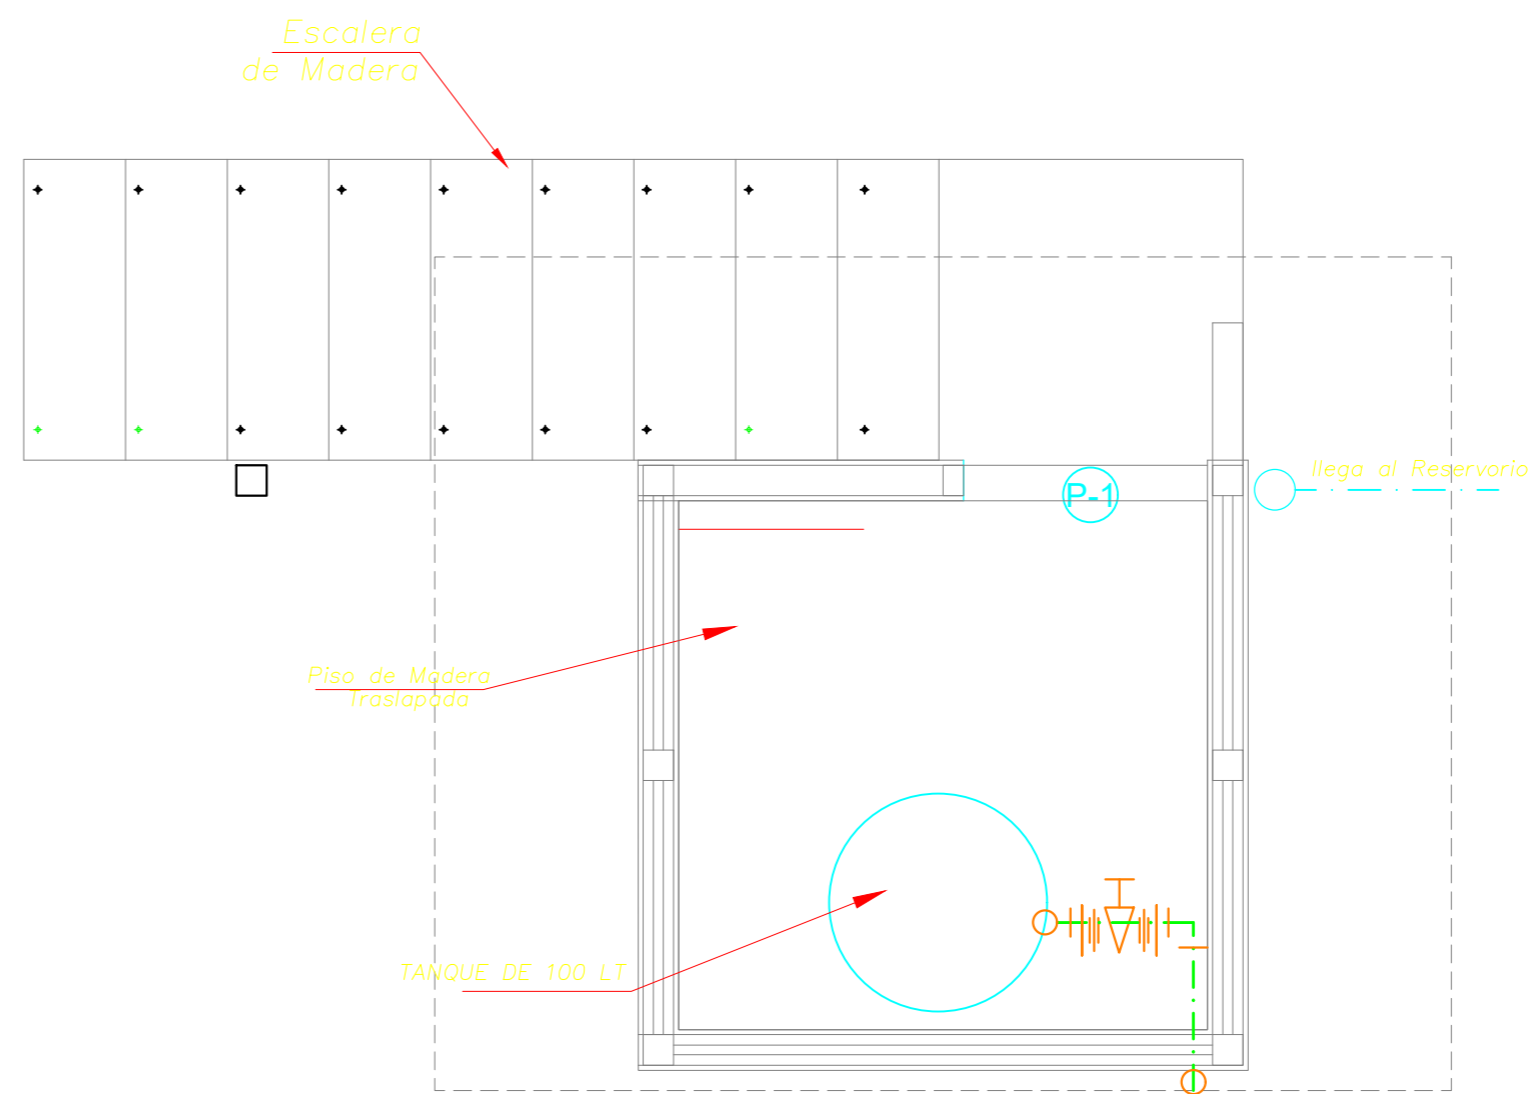 Escalera
de Madera
P-1
llega al Reservorio
Piso de Madera
Traslapada
TANQUE DE 100 LT